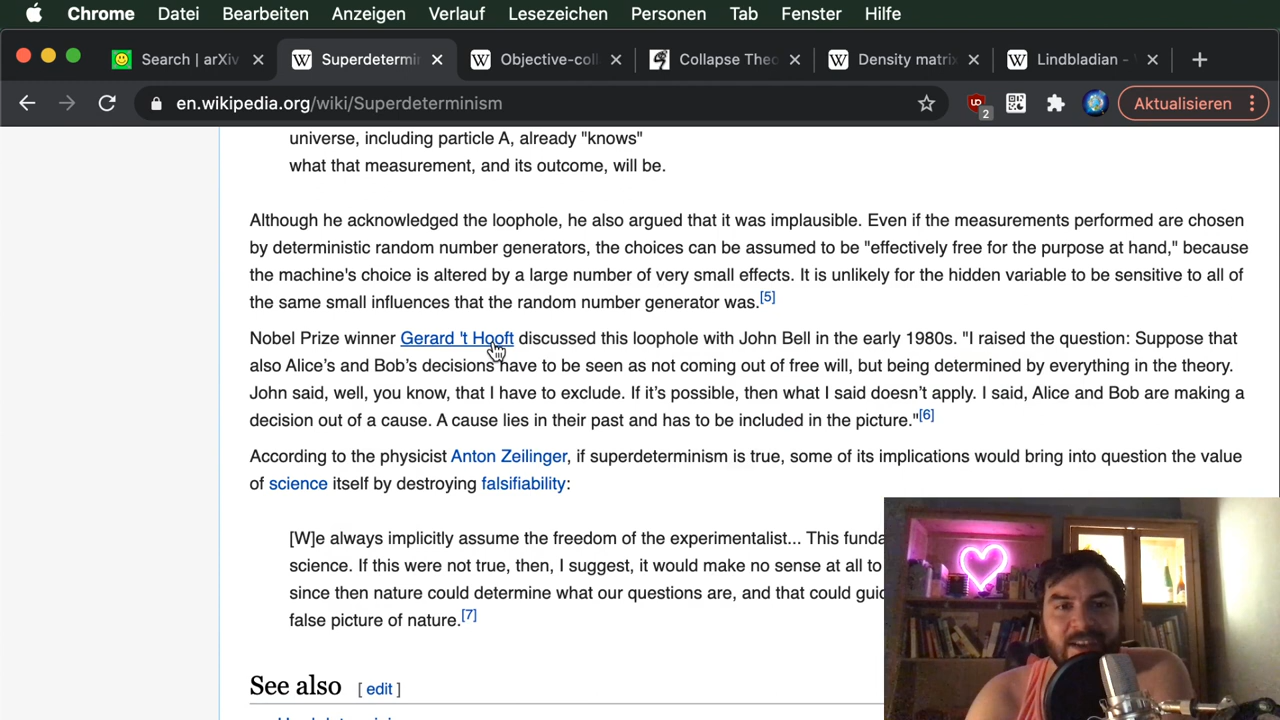 Chrome Datei Bearbeiten Anzeigen Verlauf Lesezeichen Personen Tab Fenster Hilfe
Search | arXiv Superdetermin Objective-coll Collapse Theo Density matrix Lindbladian -
en.wikipedia.org/wiki/Superdeterminism 2 Aktualisieren
universe, including particle A, already "knows"
what that measurement, and its outcome, will be.
Although he acknowledged the loophole, he also argued that it was implausible. Even if the measurements performed are chosen
by deterministic random number generators, the choices can be assumed to be "effectively free for the purpose at hand," because
the machine's choice is altered by a large number of very small effects. It is unlikely for the hidden variable to be sensitive to all of
the same small influences that the random number generator was.[5]
Nobel Prize winner Gerard 't Hooft discussed this loophole with John Bell in the early 1980s. "I raised the question: Suppose that
also Alice’s and Bob’s decisions have to be seen as not coming out of free will, but being determined by everything in the theory.
John said, well, you know, that I have to exclude. If it’s possible, then what I said doesn’t apply. I said, Alice and Bob are making a
decision out of a cause. A cause lies in their past and has to be included in the picture."[6]
According to the physicist Anton Zeilinger, if superdeterminism is true, some of its implications would bring into question the value
of science itself by destroying falsifiability:
[W]e always implicitly assume the freedom of the experimentalist... This funda
science. If this were not true, then, I suggest, it would make no sense at all to
since then nature could determine what our questions are, and that could guid
false picture of nature.[7]
See also [ edit ]